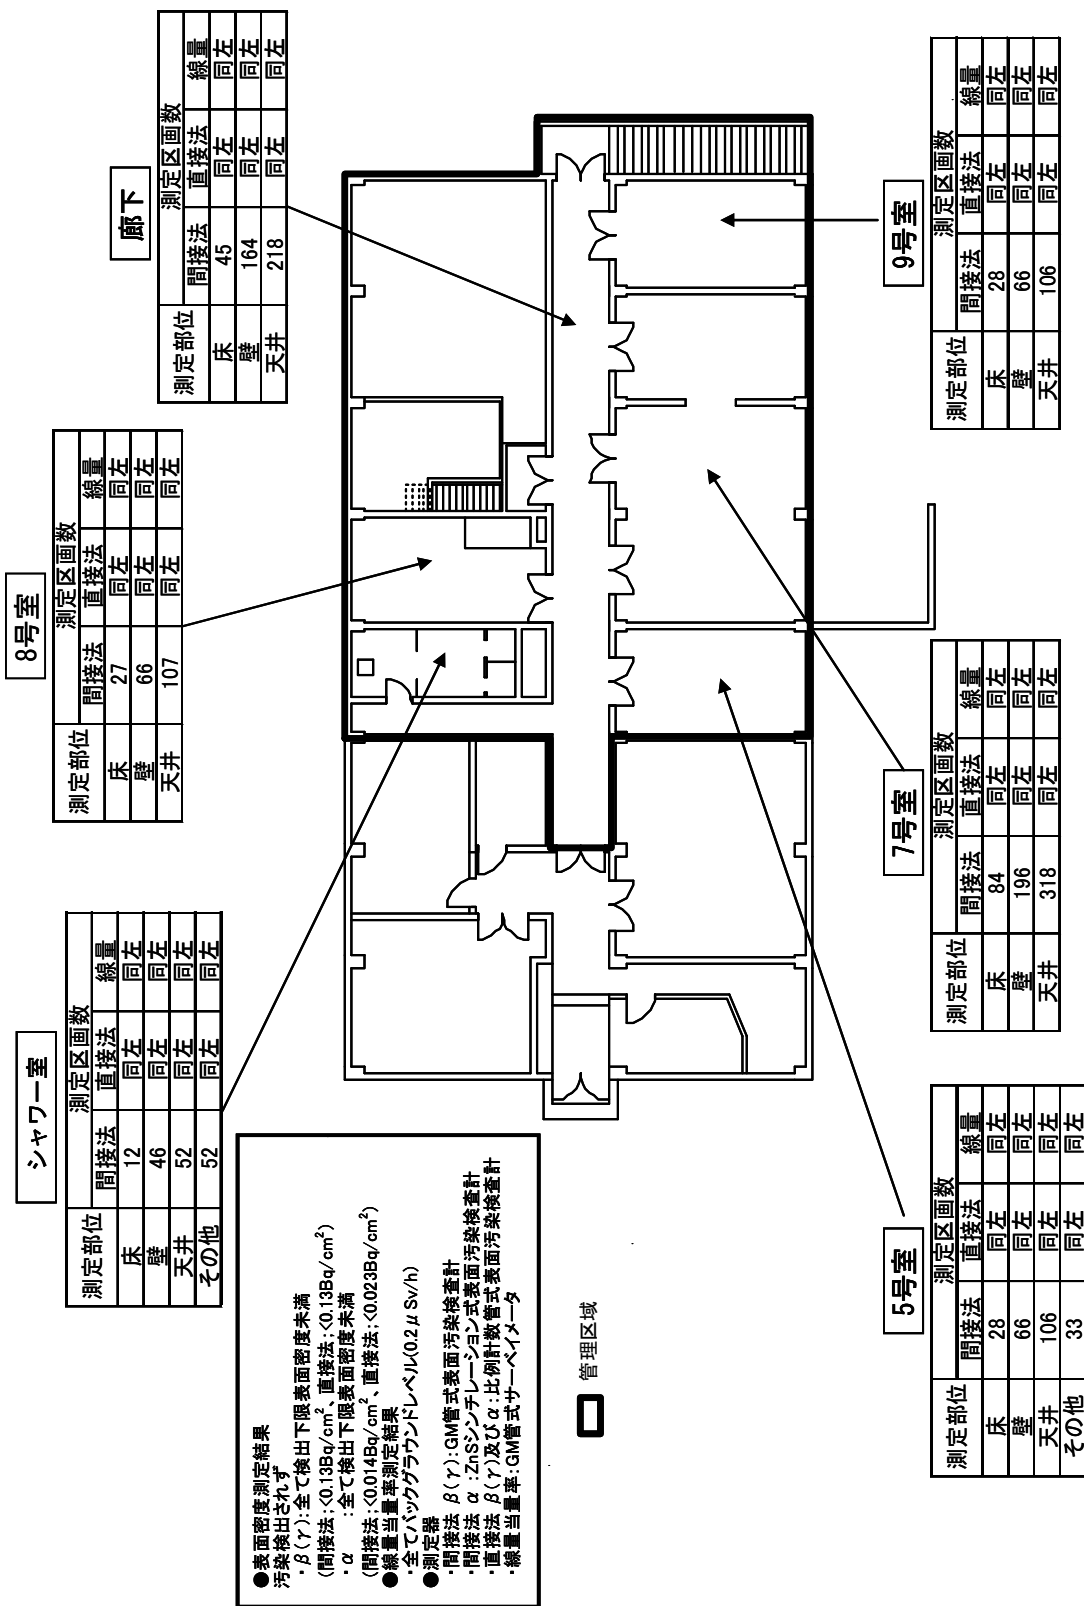 シャワー室
測定部位 測定区画数
間接法 直接法 線量
床 12 同左 同左
壁 46 同左 同左
天井 52 同左 同左
その他 52 同左 同左
8号室
測定部位 測定区画数
間接法 直接法 線量
床 27 同左 同左
壁 66 同左 同左
天井 107 同左 同左
廊下
測定部位 測定区画数
間接法 直接法 線量
床 45 同左 同左
壁 164 同左 同左
天井 218 同左 同左
●表面密度測定結果
汚染検出されず
・β(γ):全て検出下限表面密度未満
(間接法;<0.13Bq/cm²、直接法;<0.13Bq/cm²)
・α :全て検出下限表面密度未満
(間接法;<0.014Bq/cm²、直接法;<0.023Bq/cm²)
●線量当量率測定結果
・全てバックグラウンドレベル(0.2μSv/h)
●測定器
・間接法 β(γ):GM管式表面汚染検査計
・間接法 α :ZnSシンチレーション式表面汚染検査計
・直接法 β(γ)及びα:比例計数管式表面汚染検査計
・線量当量率:GM管式サーベイメータ
管理区域
5号室
測定部位 測定区画数
間接法 直接法 線量
床 28 同左 同左
壁 66 同左 同左
天井 106 同左 同左
その他 33 同左 同左
7号室
測定部位 測定区画数
間接法 直接法 線量
床 84 同左 同左
壁 196 同左 同左
天井 318 同左 同左
9号室
測定部位 測定区画数
間接法 直接法 線量
床 28 同左 同左
壁 66 同左 同左
天井 106 同左 同左